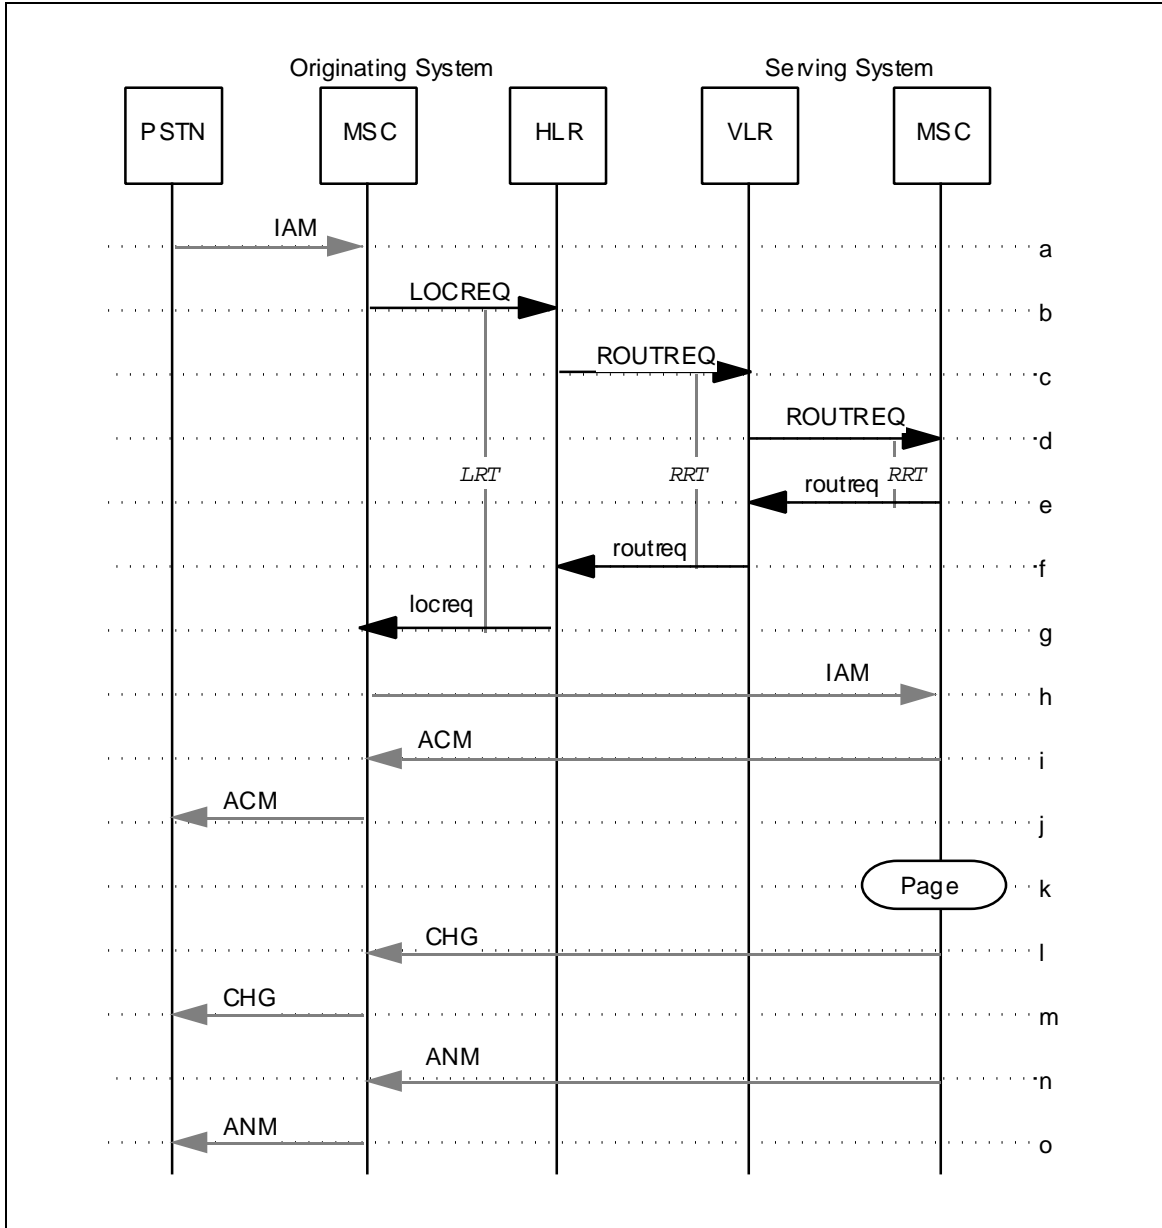 Originating System Serving System
PSTN MSC HLR VLR MSC
IAM
a
LOCREQ
b
ROUTREQ
c
ROUTREQ
d
LRT RRT RRT
routreq
e
routreq
f
locreq
g
IAM
h
ACM
i
ACM
j
Page k
CHG
l
CHG
m
ANM
n
ANM
o